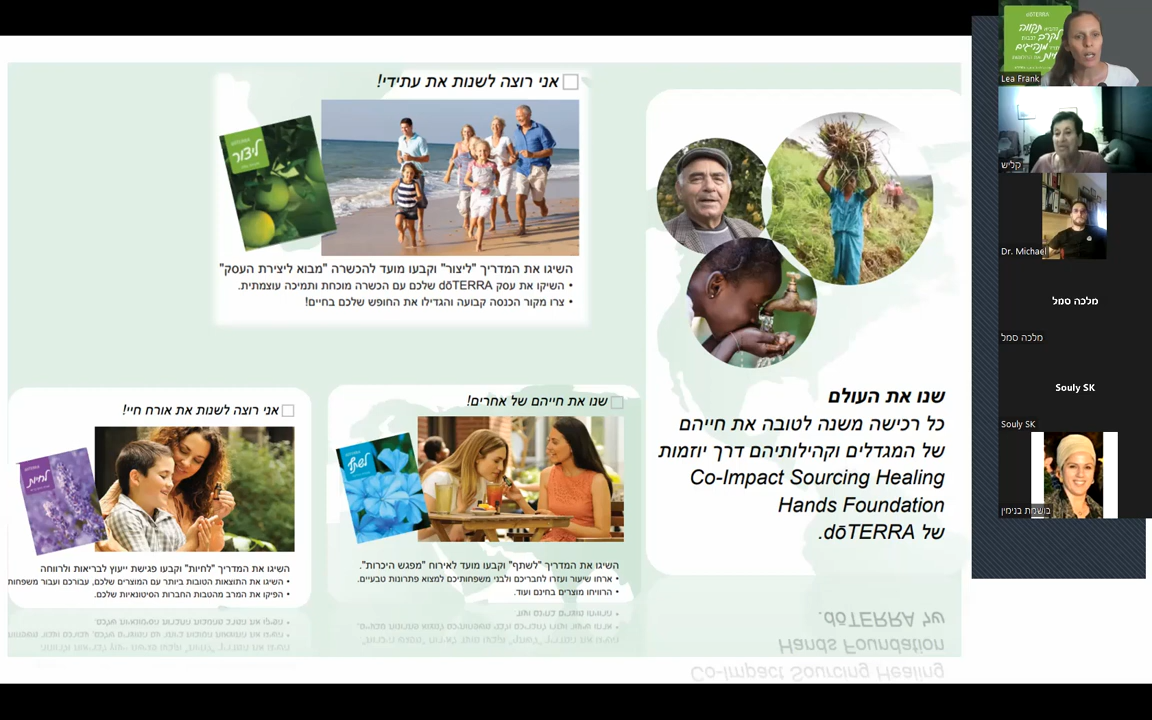 אני רוצה לשנות את עתידי!
ליצור
השיגו את המדריך "ליצור" וקבעו מועד להכשרה "מבוא ליצירת העסק"
• השיקו את עסק dōTERRA שלכם עם הכשרה מוכחת ותמיכה עוצמתית.
• צרו מקור הכנסה קבועה והגדילו את החופש שלכם בחיים!
שנו את העולם
כל רכישה משנה לטובה את חייהם
של המגדלים וקהילותיהם דרך יוזמות
Co-Impact Sourcing Healing
Hands Foundation
של dōTERRA.
שנו את חייהם של אחרים!
לשתף
השיגו את המדריך "לשתף" וקבעו מועד לאירוח "מפגש היכרות".
• ארחו שיעור ועזרו לחבריכם ולבני משפחותיכם למצוא פתרונות טבעיים.
• הרוויחו מוצרים בחינם ועוד.
אני רוצה לשנות את אורח חיי!
לחיות
השיגו את המדריך "לחיות" וקבעו פגישת ייעוץ לבריאות ולרווחה
• השיגו את התוצאות הטובות ביותר עם המוצרים שלכם, עבורכם ועבור משפחות
• הפיקו את המרב מהטבות החברות הסיטונאיות שלכם.
dōTERRA
תקווה
לקרב
מנהיגים
Lea Frank
קליש
Dr. Michael
מלכה סמל
מלכה סמל
Souly SK
Souly SK
בושמת בנימין